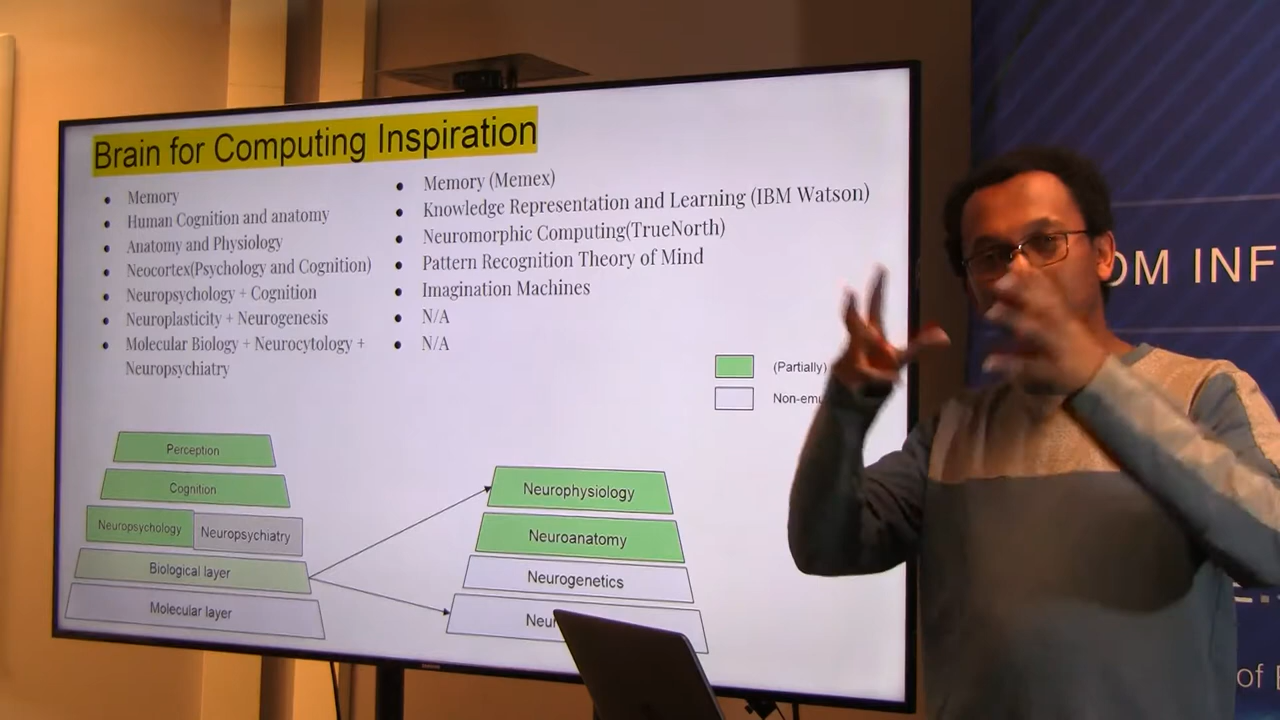 Brain for Computing Inspiration
• Memory
• Human Cognition and anatomy
• Anatomy and Physiology
• Neocortex(Psychology and Cognition)
• Neuropsychology + Cognition
• Neuroplasticity + Neurogenesis
• Molecular Biology + Neurocytology +
Neuropsychiatry
• Memory (Memex)
• Knowledge Representation and Learning (IBM Watson)
• Neuromorphic Computing(TrueNorth)
• Pattern Recognition Theory of Mind
• Imagination Machines
• N/A
• N/A
(Partially)
Perception
Cognition
Neuropsychology
Neuropsychiatry
Biological layer
Molecular layer
Neurophysiology
Neuroanatomy
Neurogenetics
OM INF
of